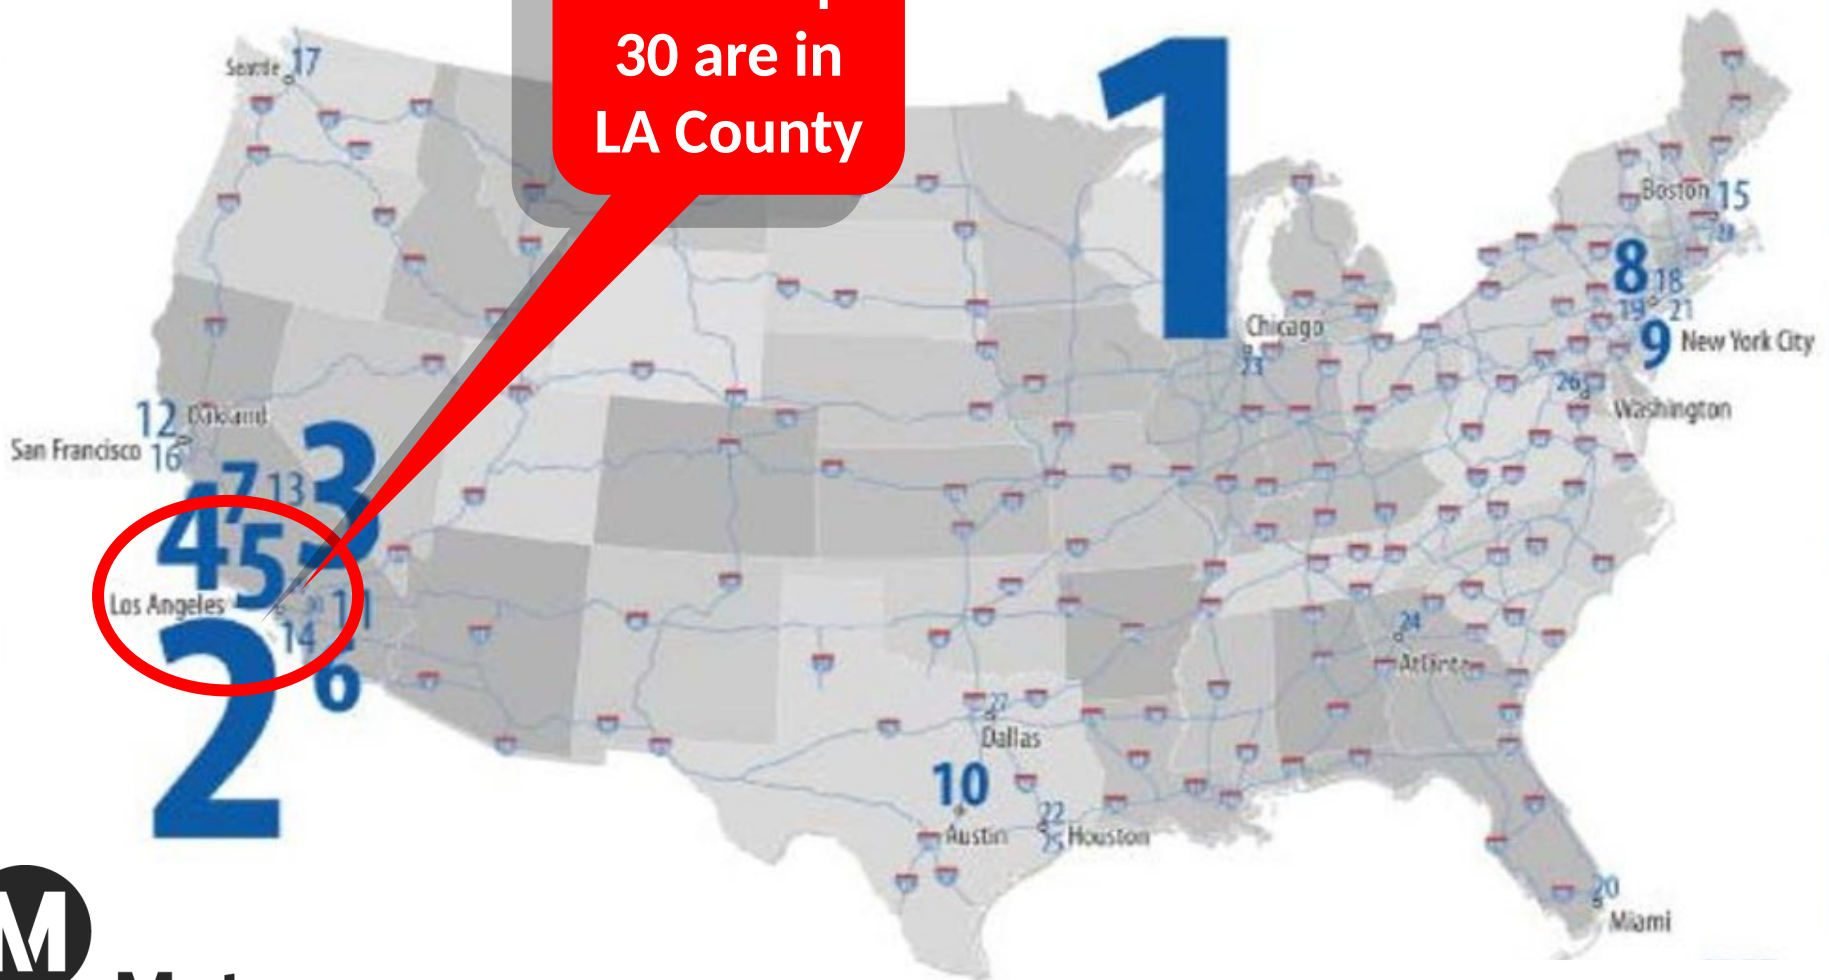 30 are in
LA County
1
Seattle 17
Boston 15
8
18
19 21
9 New York City
Chicago
23
26
Washington
12 Oakland
San Francisco
16
3
7 13
4
5
Los Angeles
11
14
2
6
24
Atlanta
27
Dallas
10
Austin
22
25 Houston
20
Miami
M